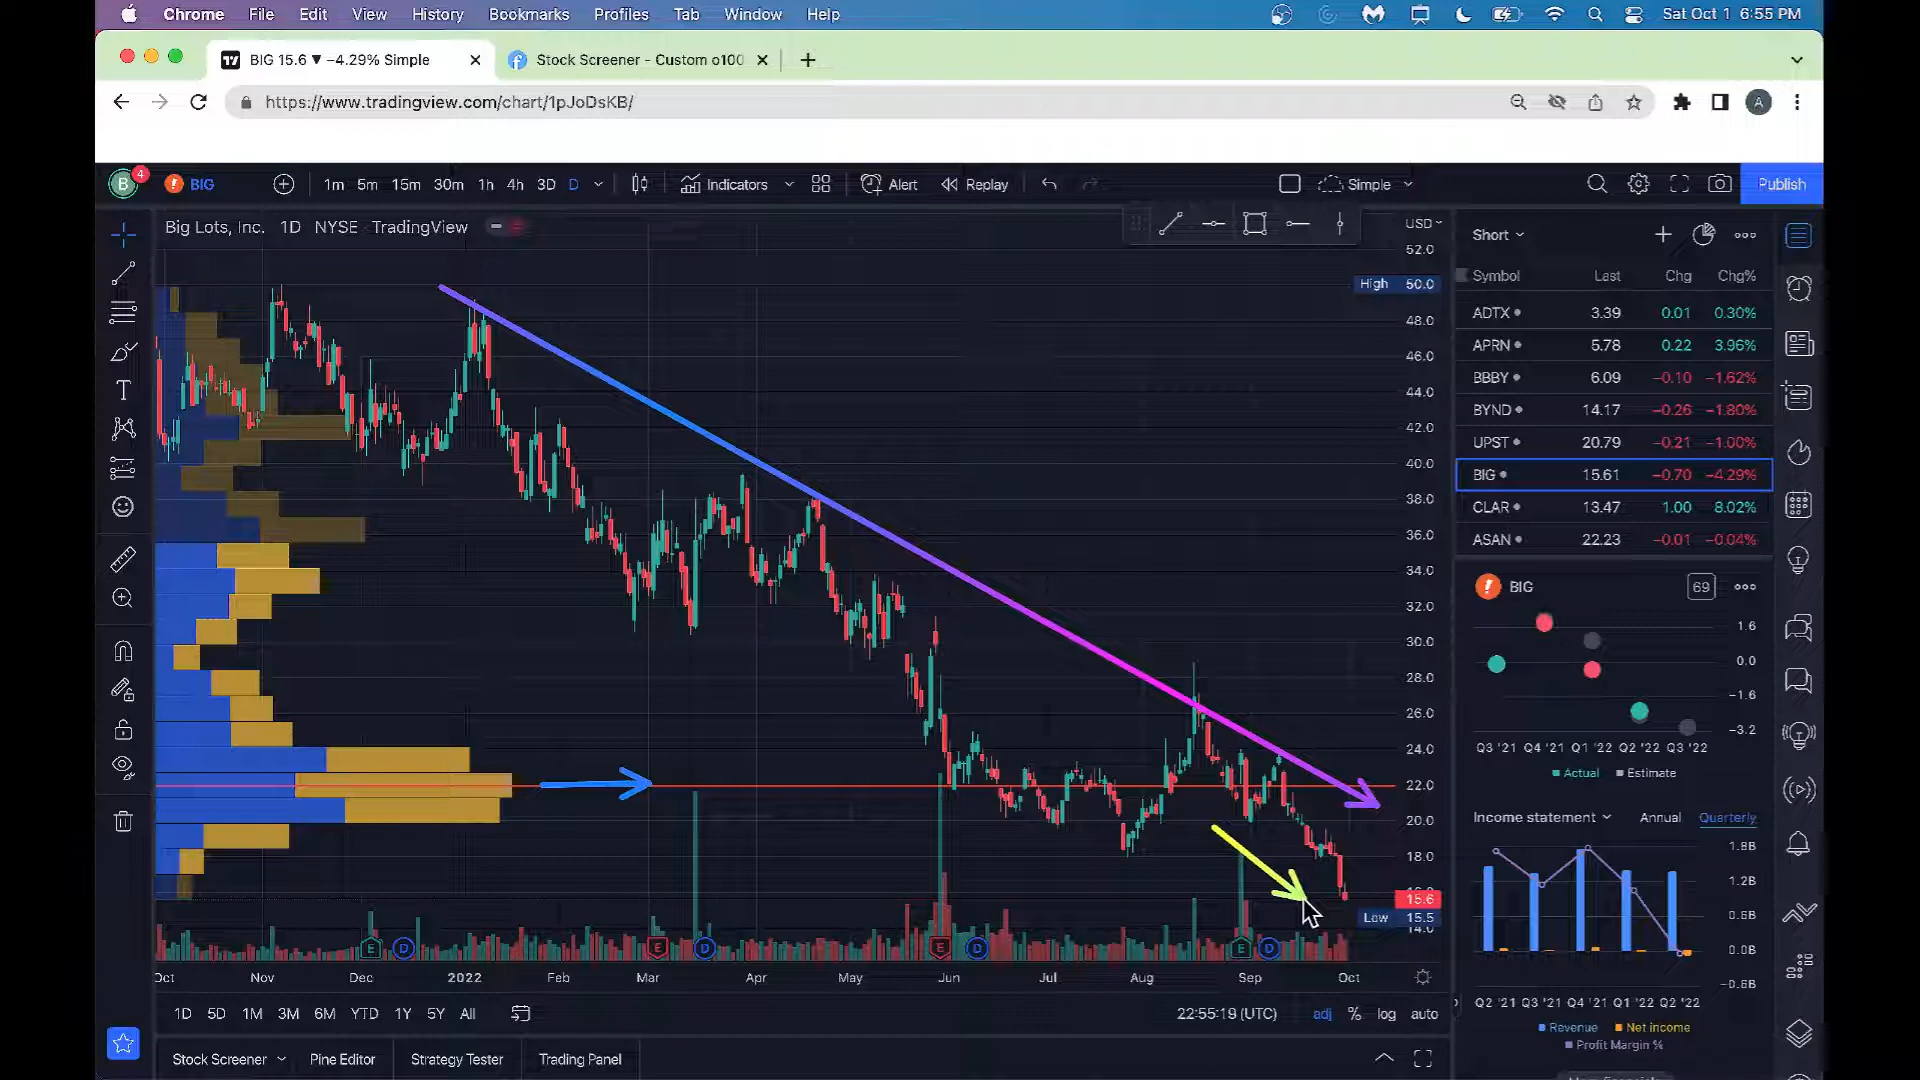 Chrome File Edit View History Bookmarks Profiles Tab Window Help Sat Oct 1 6:55 PM
BIG 15.6 ▼ −4.29% Simple
Stock Screener - Custom o100
https://www.tradingview.com/chart/1pJoDsKB/
B 4 BIG 1m 5m 15m 30m 1h 4h 3D D Indicators Alert Replay Simple Publish
Big Lots, Inc. 1D NYSE TradingView
USD
52.0
High 50.0
48.0
46.0
44.0
42.0
40.0
38.0
36.0
34.0
32.0
30.0
28.0
26.0
24.0
22.0
20.0
18.0
15.6
Low 15.5
14.0
E D E D E D E D
Oct Nov Dec 2022 Feb Mar Apr May Jun Jul Aug Sep Oct
1D 5D 1M 3M 6M YTD 1Y 5Y All 22:55:19 (UTC) adj % log auto
Stock Screener Pine Editor Strategy Tester Trading Panel
Short
Symbol Last Chg Chg%
ADTX 3.39 0.01 0.30%
APRN 5.78 0.22 3.96%
BBBY 6.09 −0.10 −1.62%
BYND 14.17 −0.26 −1.80%
UPST 20.79 −0.21 −1.00%
BIG 15.61 −0.70 −4.29%
CLAR 13.47 1.00 8.02%
ASAN 22.23 −0.01 −0.04%
BIG 69
1.6
0.0
−1.6
−3.2
Q3 '21 Q4 '21 Q1 '22 Q2 '22 Q3 '22
Actual Estimate
Income statement Annual Quarterly
1.8B
1.2B
0.6B
0.0B
−0.6B
Q2 '21 Q3 '21 Q4 '21 Q1 '22 Q2 '22
Revenue Net income
Profit Margin %